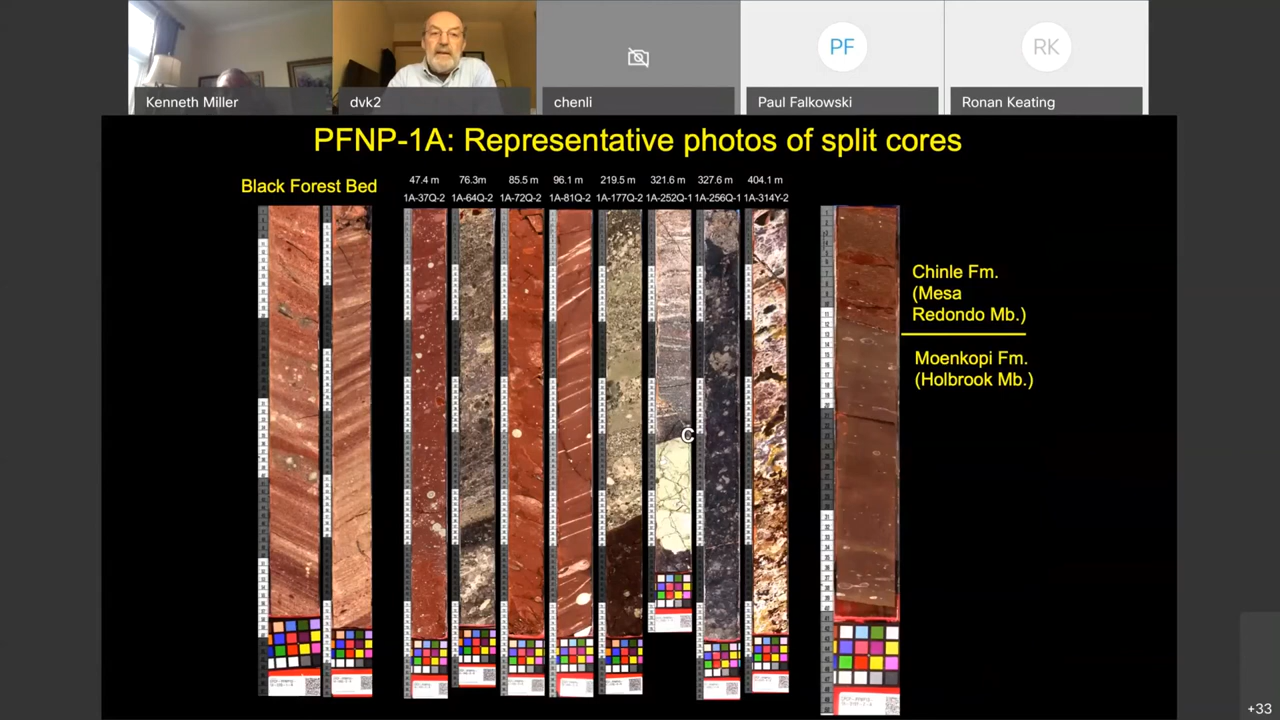 Kenneth Miller
dvk2
chenli
PF
Paul Falkowski
RK
Ronan Keating
PFNP-1A: Representative photos of split cores
Black Forest Bed
47.4 m 76.3m 85.5 m 96.1 m 219.5 m 321.6 m 327.6 m 404.1 m
1A-37Q-2 1A-64Q-2 1A-72Q-2 1A-81Q-2 1A-177Q-2 1A-252Q-1 1A-256Q-1 1A-314Y-2
Chinle Fm.
(Mesa
Redondo Mb.)
Moenkopi Fm.
(Holbrook Mb.)
C
+33